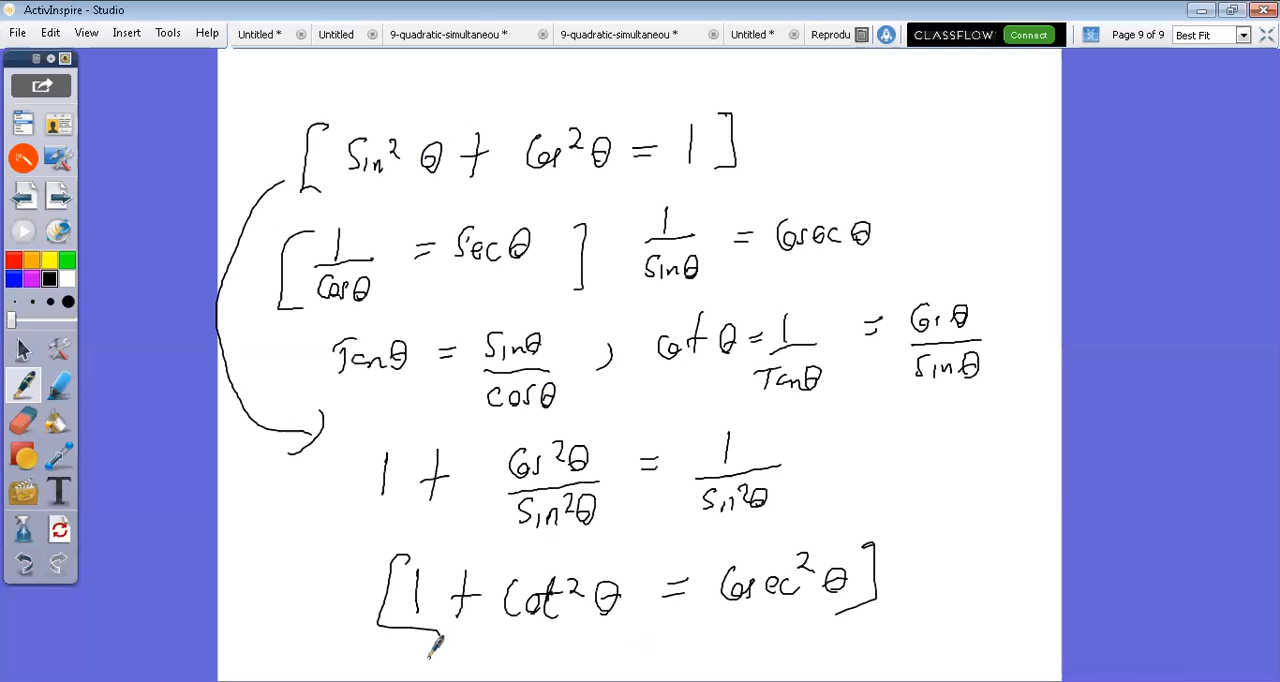 ActivInspire - Studio
File Edit View Insert Tools Help Untitled * Untitled 9-quadratic-simultaneou * 9-quadratic-simultaneou * Untitled * Reprodu CLASSFLOW Connect Page 9 of 9 Best Fit
[Sin²θ + Cos²θ = 1]
[1/Cosθ = Secθ] 1/Sinθ = Cosec θ
Tanθ = Sinθ/cosθ , Cot θ = 1/Tanθ = Cosθ/Sinθ
1 + Cos²θ/Sin²θ = 1/Sin²θ
[1 + Cot²θ = Cosec²θ]